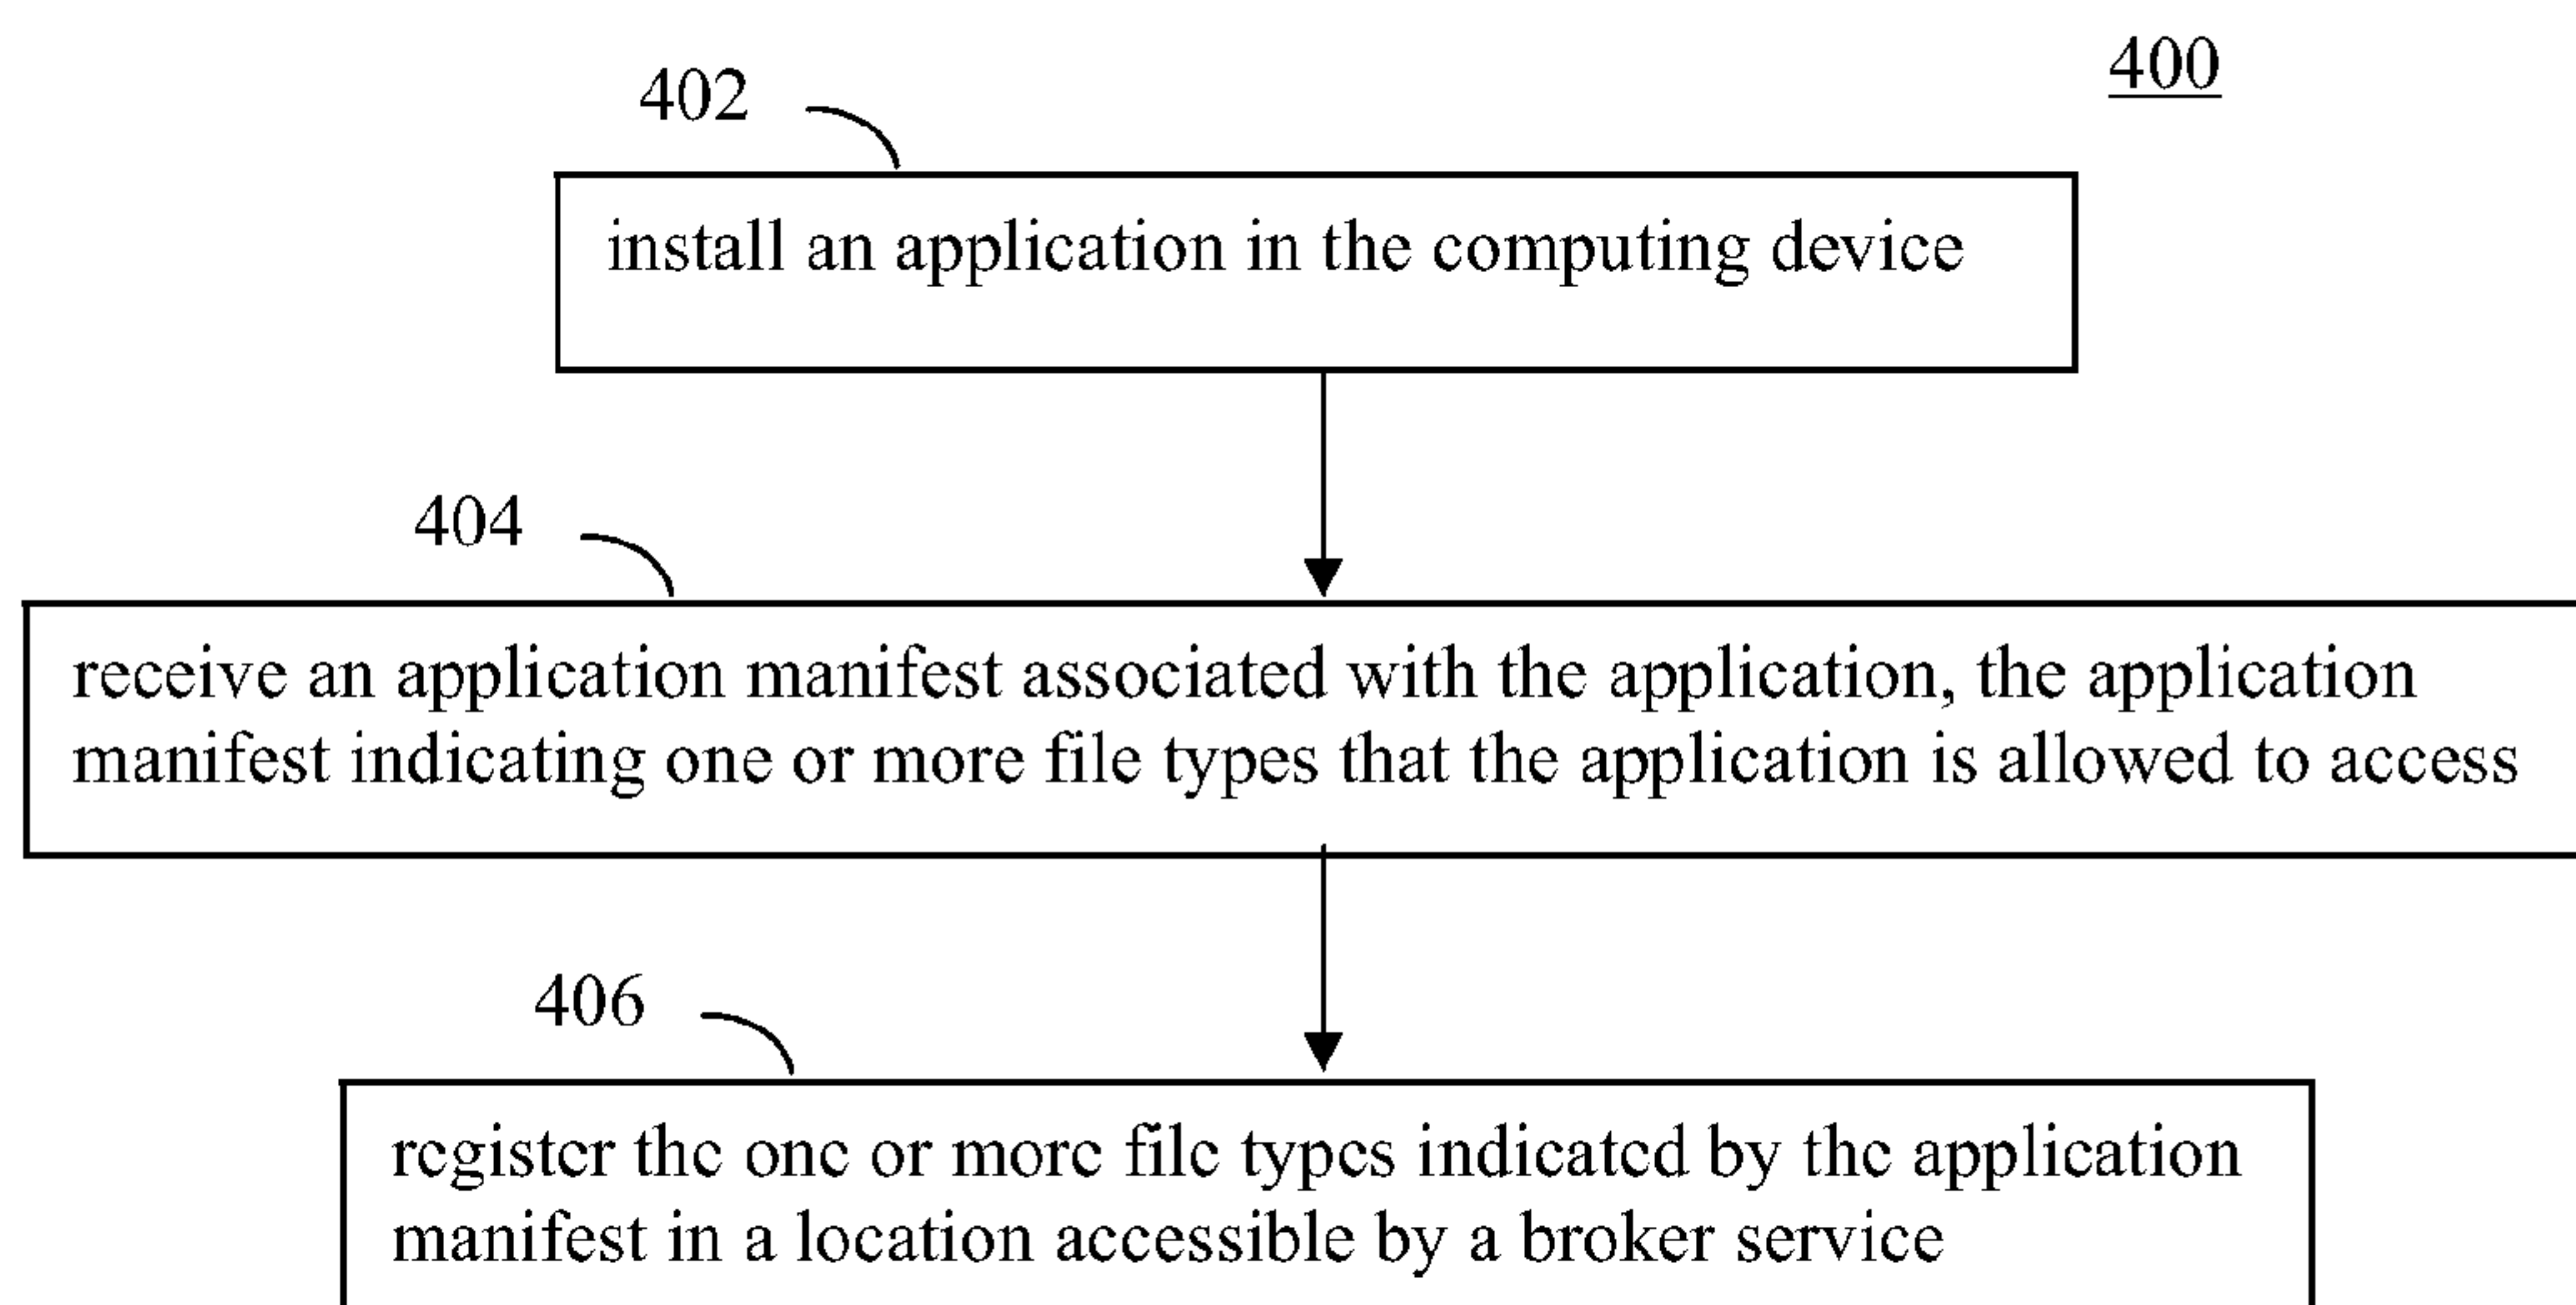 400
402
install an application in the computing device
404
receive an application manifest associated with the application, the application
manifest indicating one or more file types that the application is allowed to access
406
register the one or more file types indicated by the application
manifest in a location accessible by a broker service